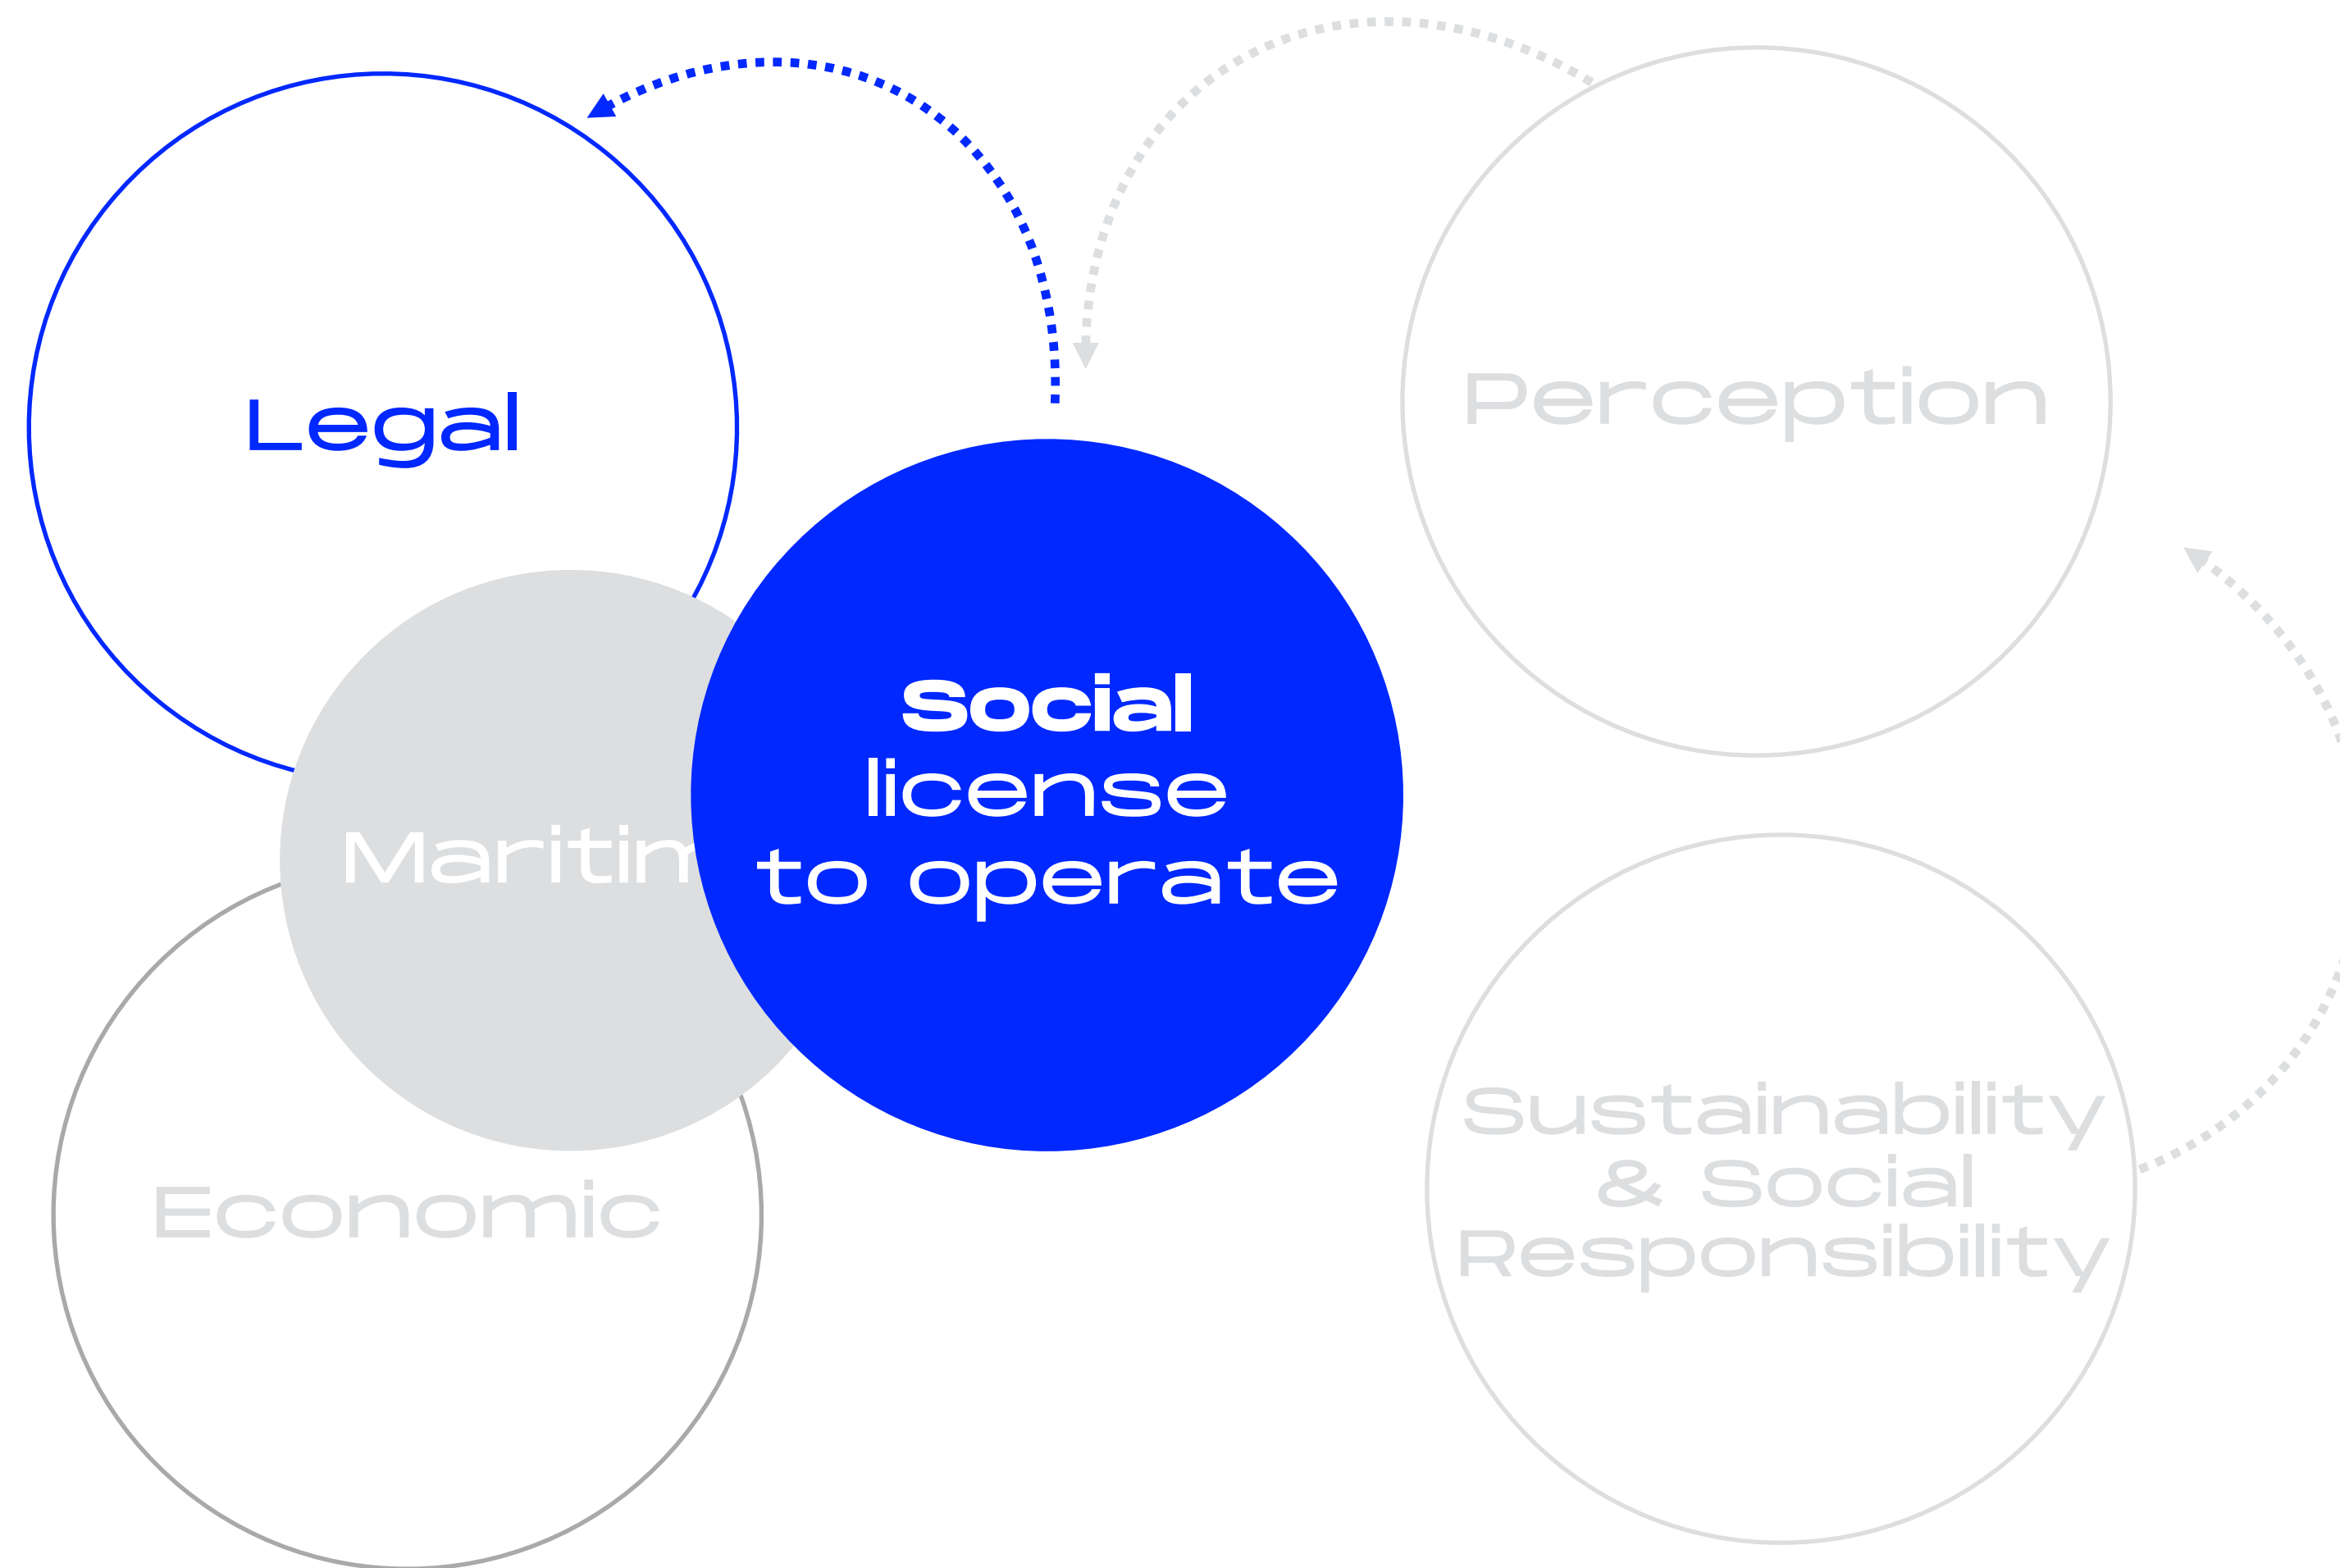 Legal
Perception
Social
license
to operate
Economic
Sustainability
& Social
Responsibility